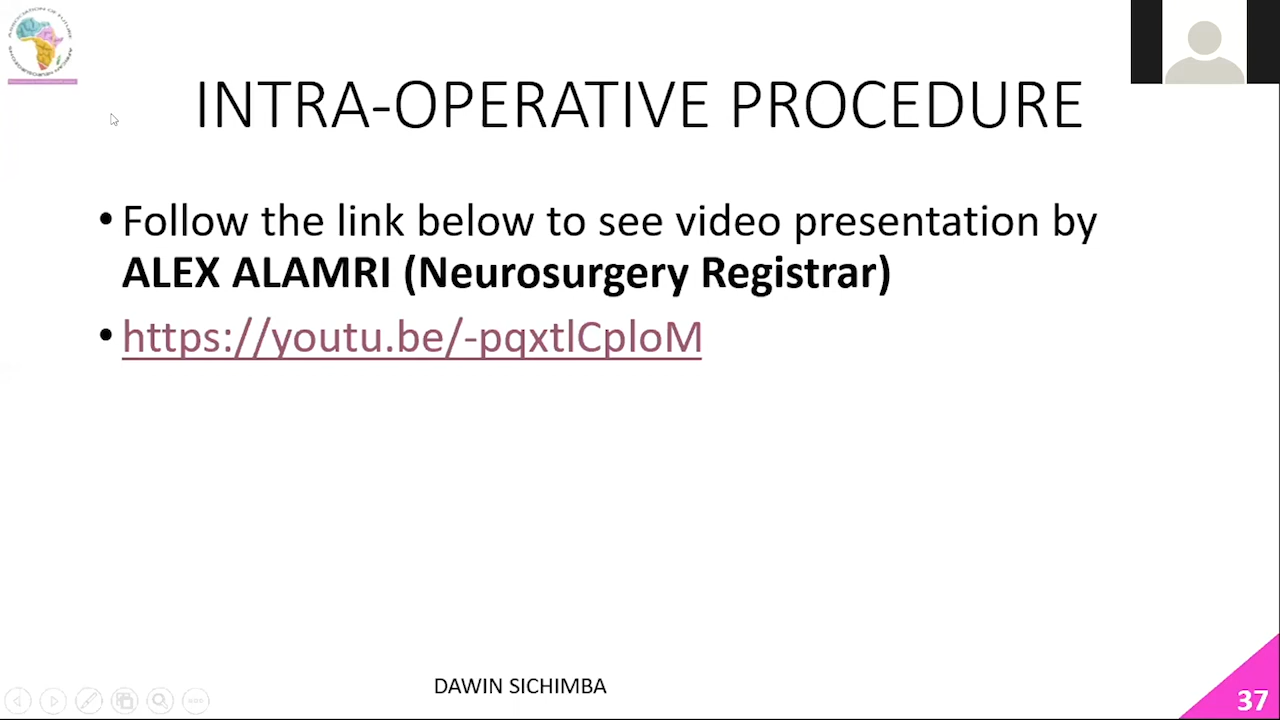 INTRA-OPERATIVE PROCEDURE
• Follow the link below to see video presentation by
ALEX ALAMRI (Neurosurgery Registrar)
• https://youtu.be/-pqxtlCploM
DAWIN SICHIMBA
37